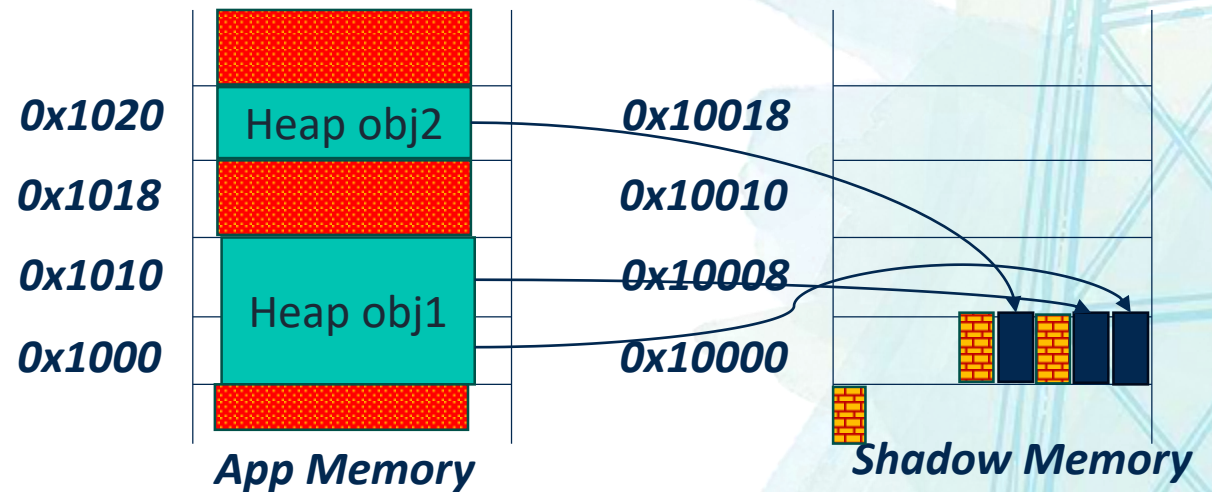 0x1020
Heap obj2
0x10018
0x1018
0x10010
0x1010
Heap obj1
0x10008
0x1000
0x10000
App Memory
Shadow Memory